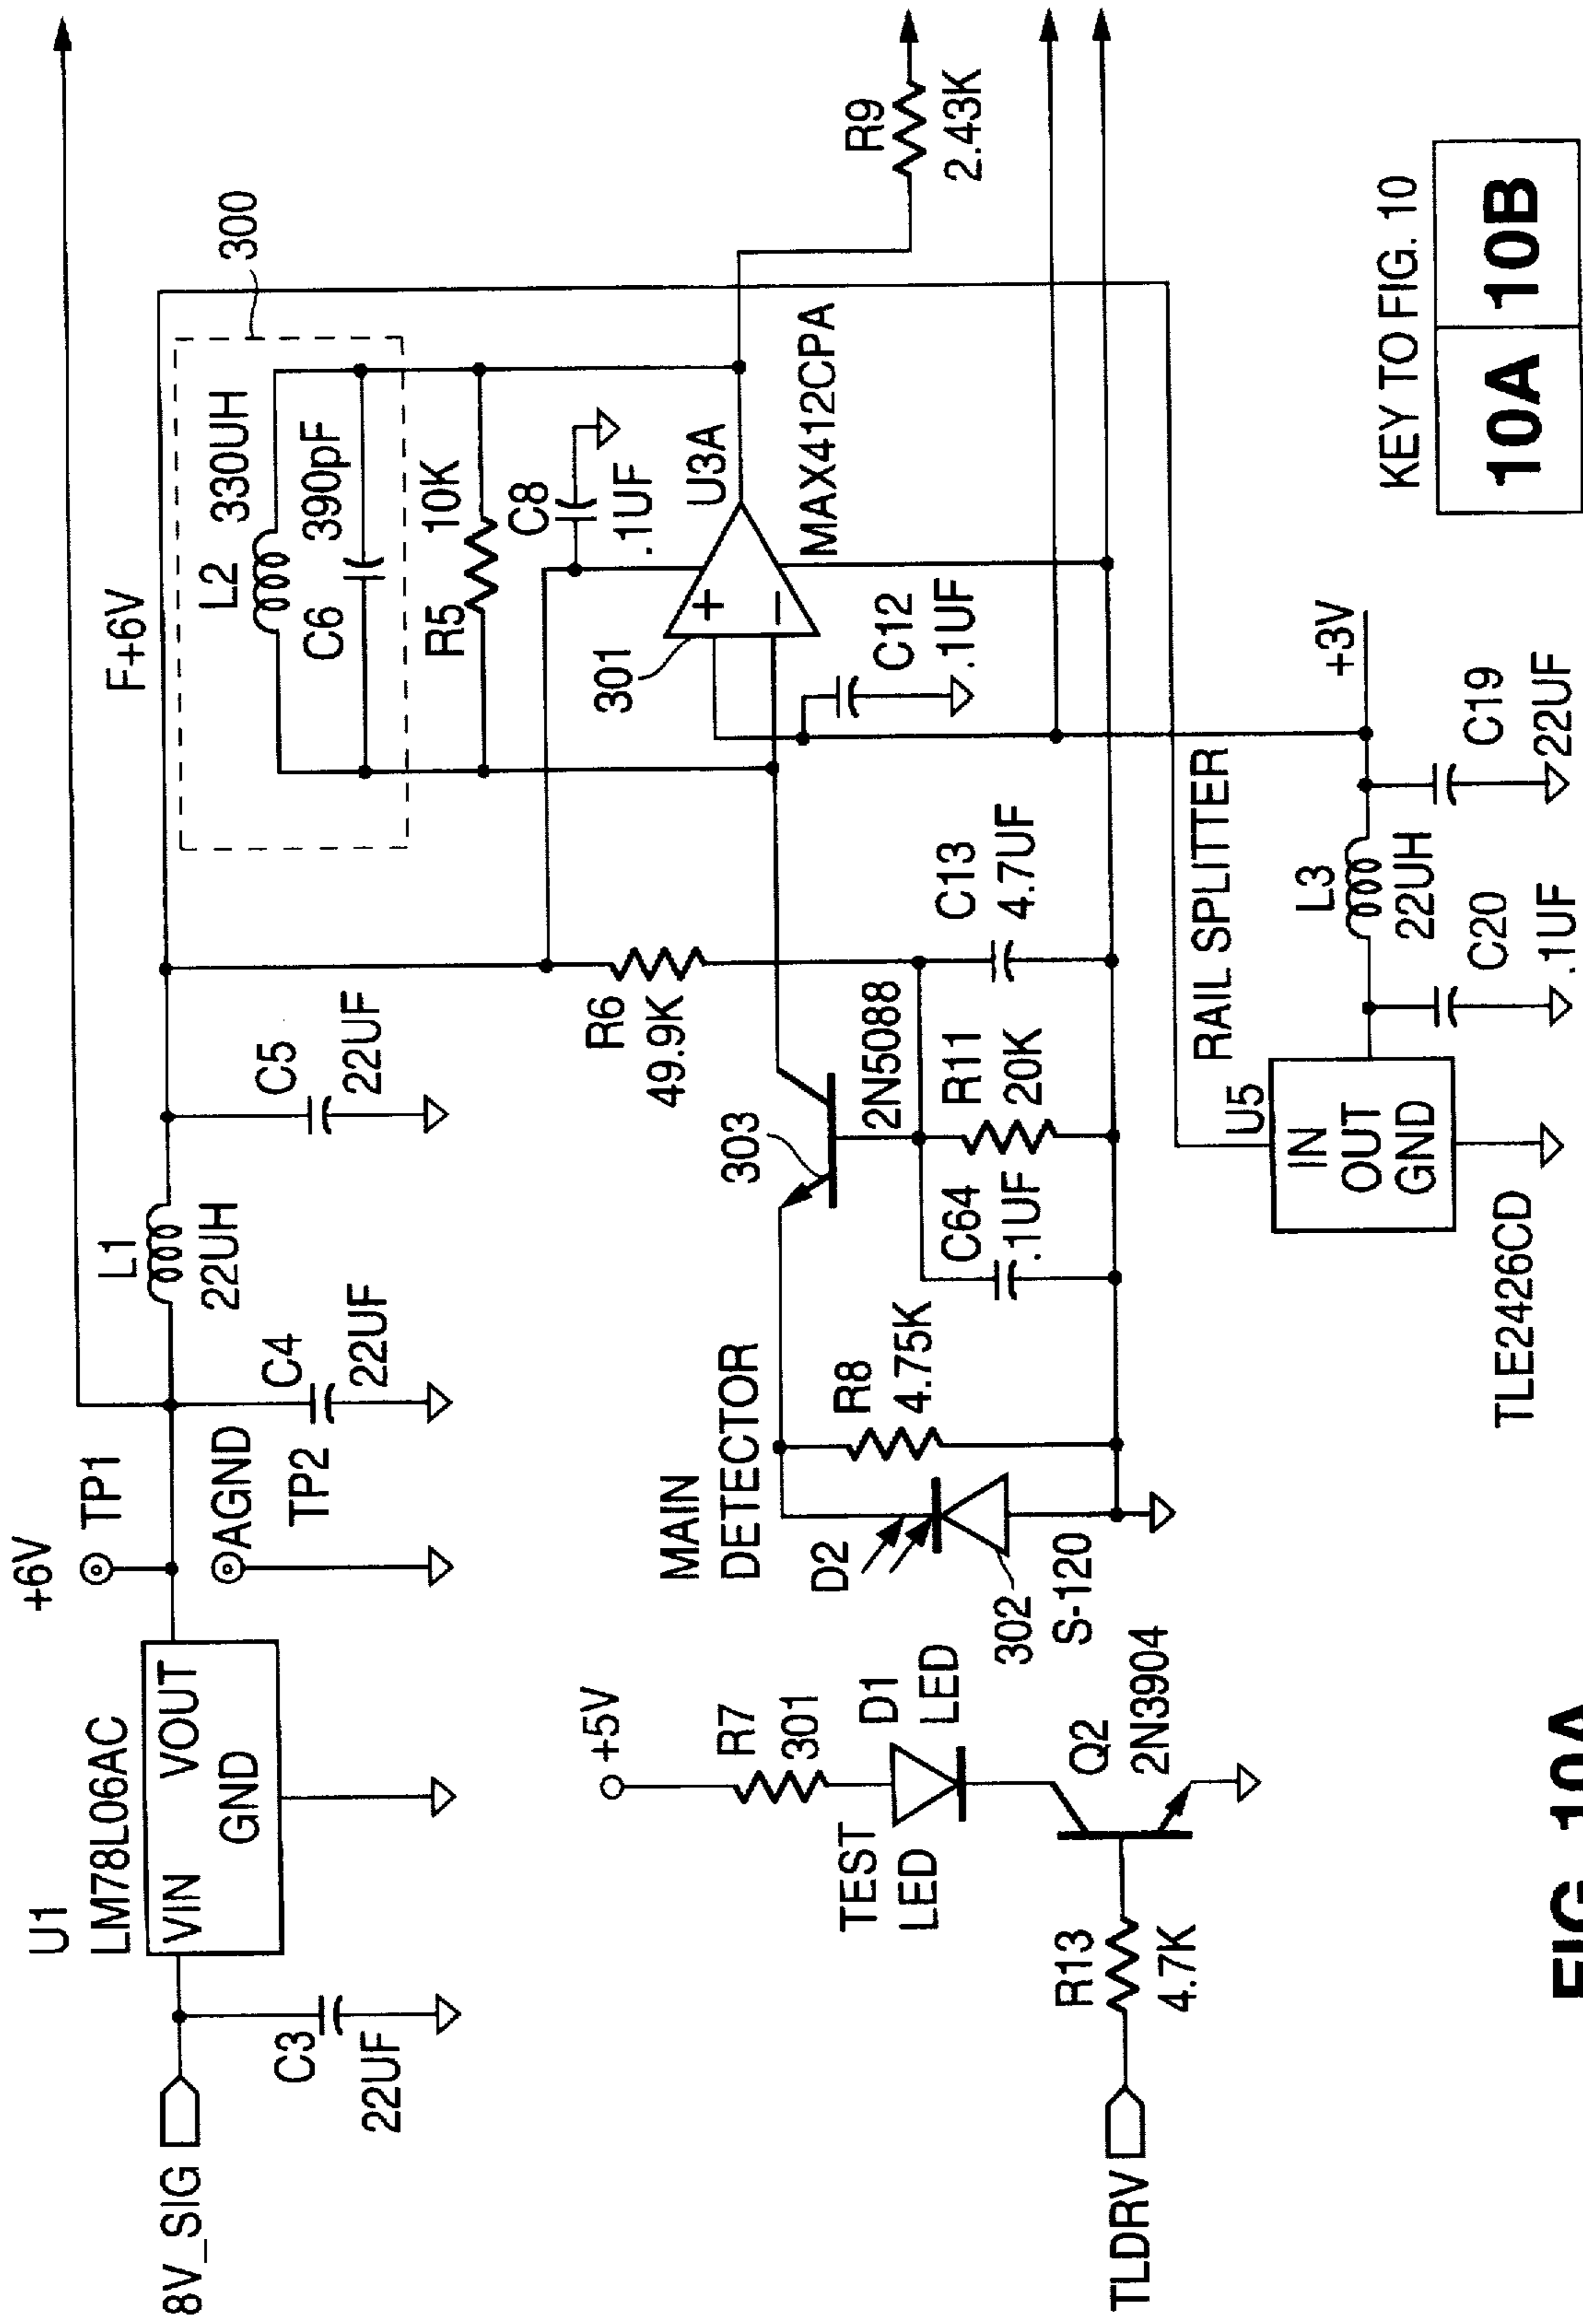 U1
LM78L06AC
VIN VOUT
GND
8V_SIG
C3
22UF
+6V
TP1
AGND
TP2
C4
22UF
L1
22UH
C5
22UF
F+6V
300
L2 330UH
C6 390pF
R5 10K
C8
.1UF
U3A
MAX412CPA
+
–
301
C12
.1UF
R9
2.43K
R6
49.9K
303
2N5088
C13
4.7UF
R11
20K
C64
.1UF
R8
4.75K
MAIN
DETECTOR
D2
302
S-120
+5V
R7
301
D1
LED
TEST
LED
Q2
2N3904
R13
4.7K
TLDRV
RAIL SPLITTER
U5
IN
OUT
GND
TLE2426CD
L3
22UH
C20
.1UF
C19
22UF
+3V
KEY TO FIG. 10
10A 10B
FIG. 10A